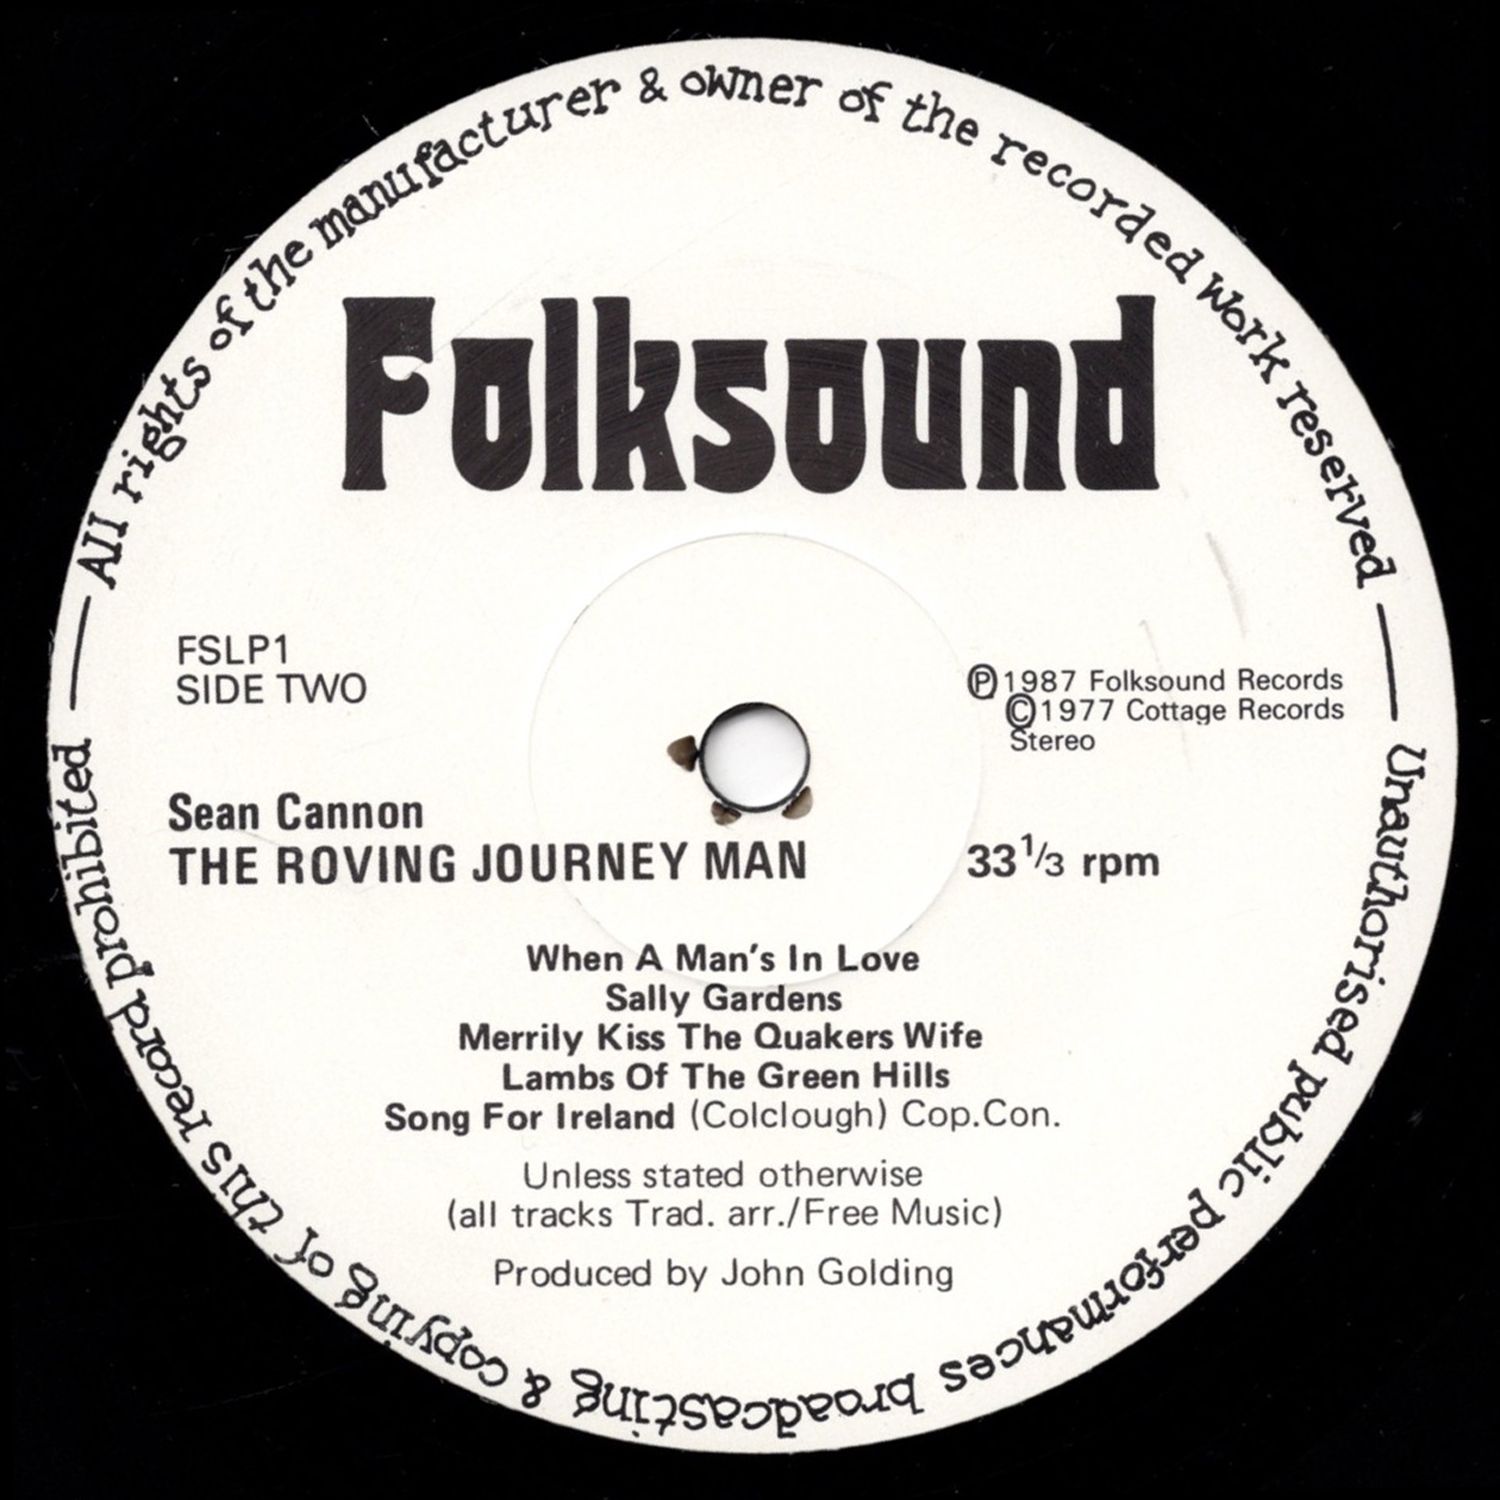 All rights of the manufacturer & owner of the recorded work reserved — Unauthorised public performances broadcasting & copying of this record prohibited —
Folksound
FSLP1
SIDE TWO
Ⓟ1987 Folksound Records
©1977 Cottage Records
Stereo
Sean Cannon
THE ROVING JOURNEY MAN
33 1/3 rpm
When A Man's In Love
Sally Gardens
Merrily Kiss The Quakers Wife
Lambs Of The Green Hills
Song For Ireland (Colclough) Cop.Con.
Unless stated otherwise
(all tracks Trad. arr./Free Music)
Produced by John Golding